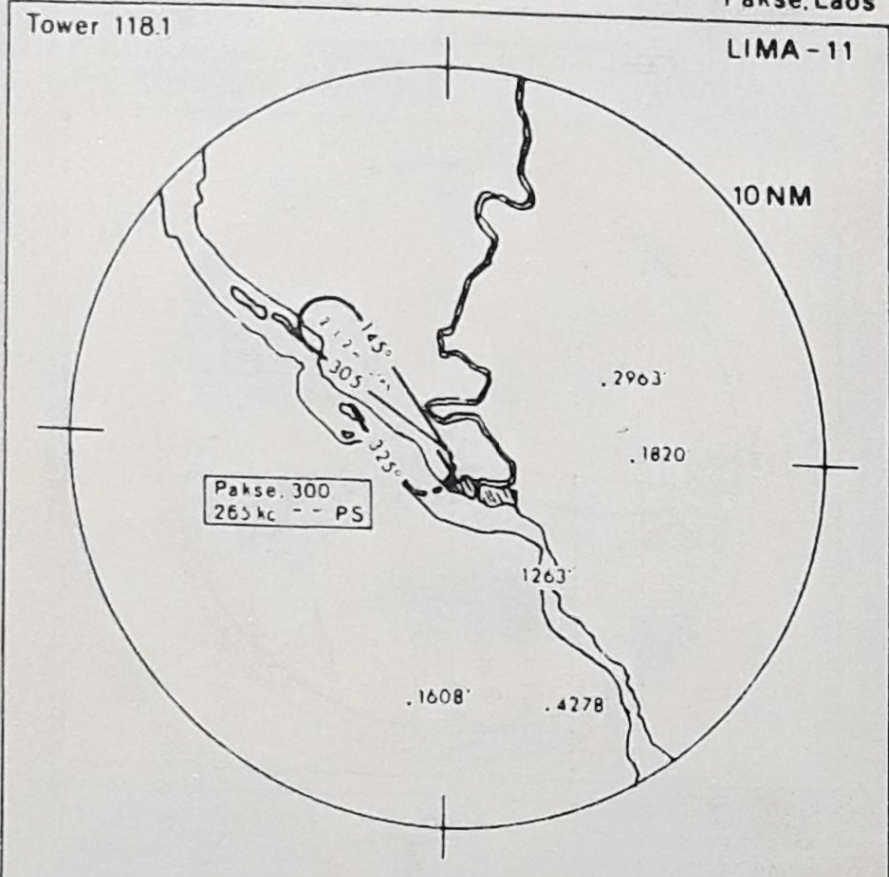 Pakse, Laos
Tower 118.1
LIMA-11
10 NM
145°
305
325°
.2963'
.1820
Pakse. 300
265 kc -- PS
1263'
.1608'
.4278